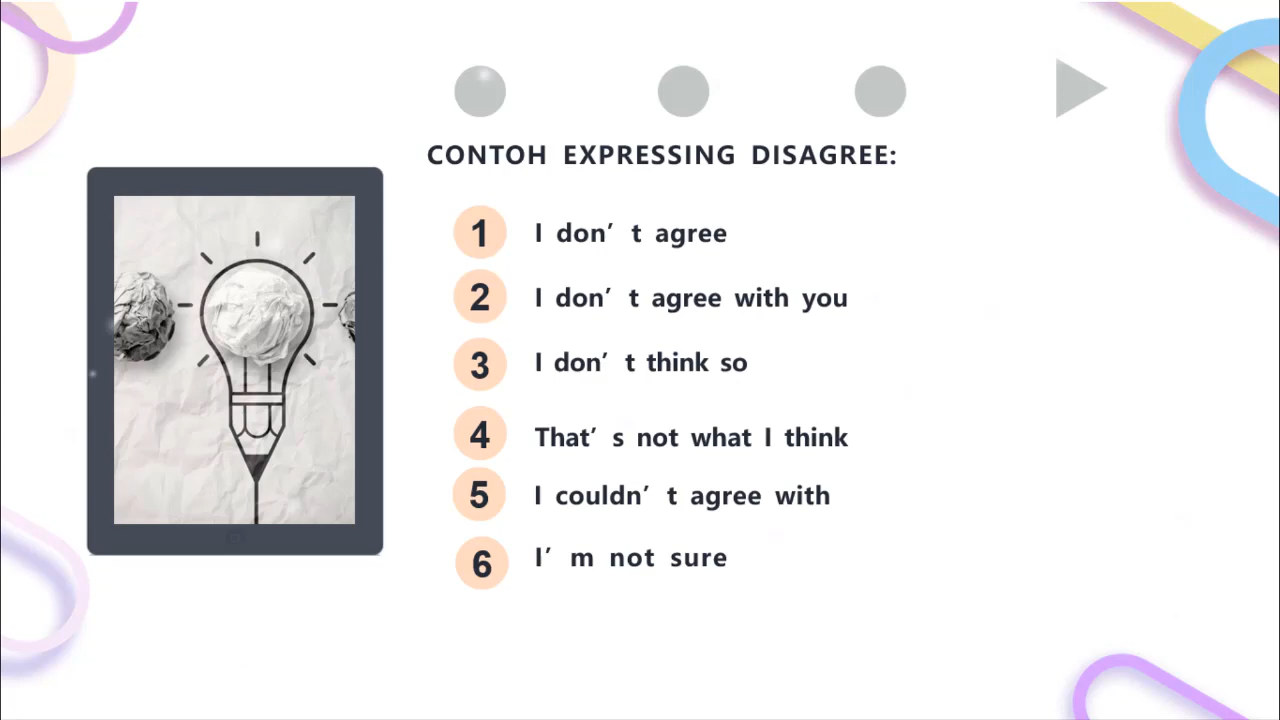 CONTOH EXPRESSING DISAGREE:
1 I don’ t agree
2 I don’ t agree with you
3 I don’ t think so
4 That’ s not what I think
5 I couldn’ t agree with
6 I’ m not sure